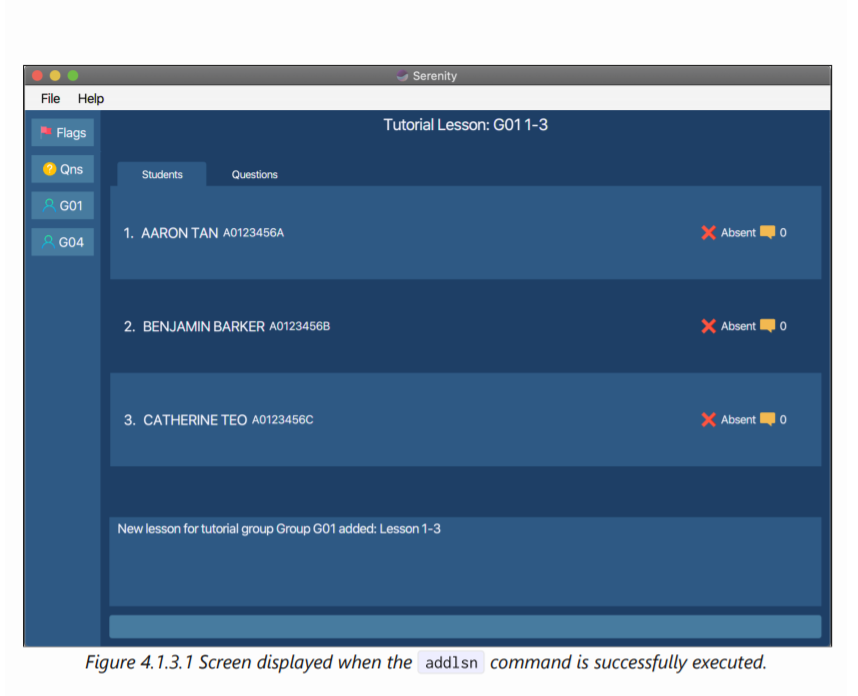 Serenity
File Help
Flags
Qns
G01
G04
Tutorial Lesson: G01 1-3
Students Questions
1. AARON TAN A0123456A Absent 0
2. BENJAMIN BARKER A0123456B Absent 0
3. CATHERINE TEO A0123456C Absent 0
New lesson for tutorial group Group G01 added: Lesson 1-3
Figure 4.1.3.1 Screen displayed when the addlsn command is successfully executed.